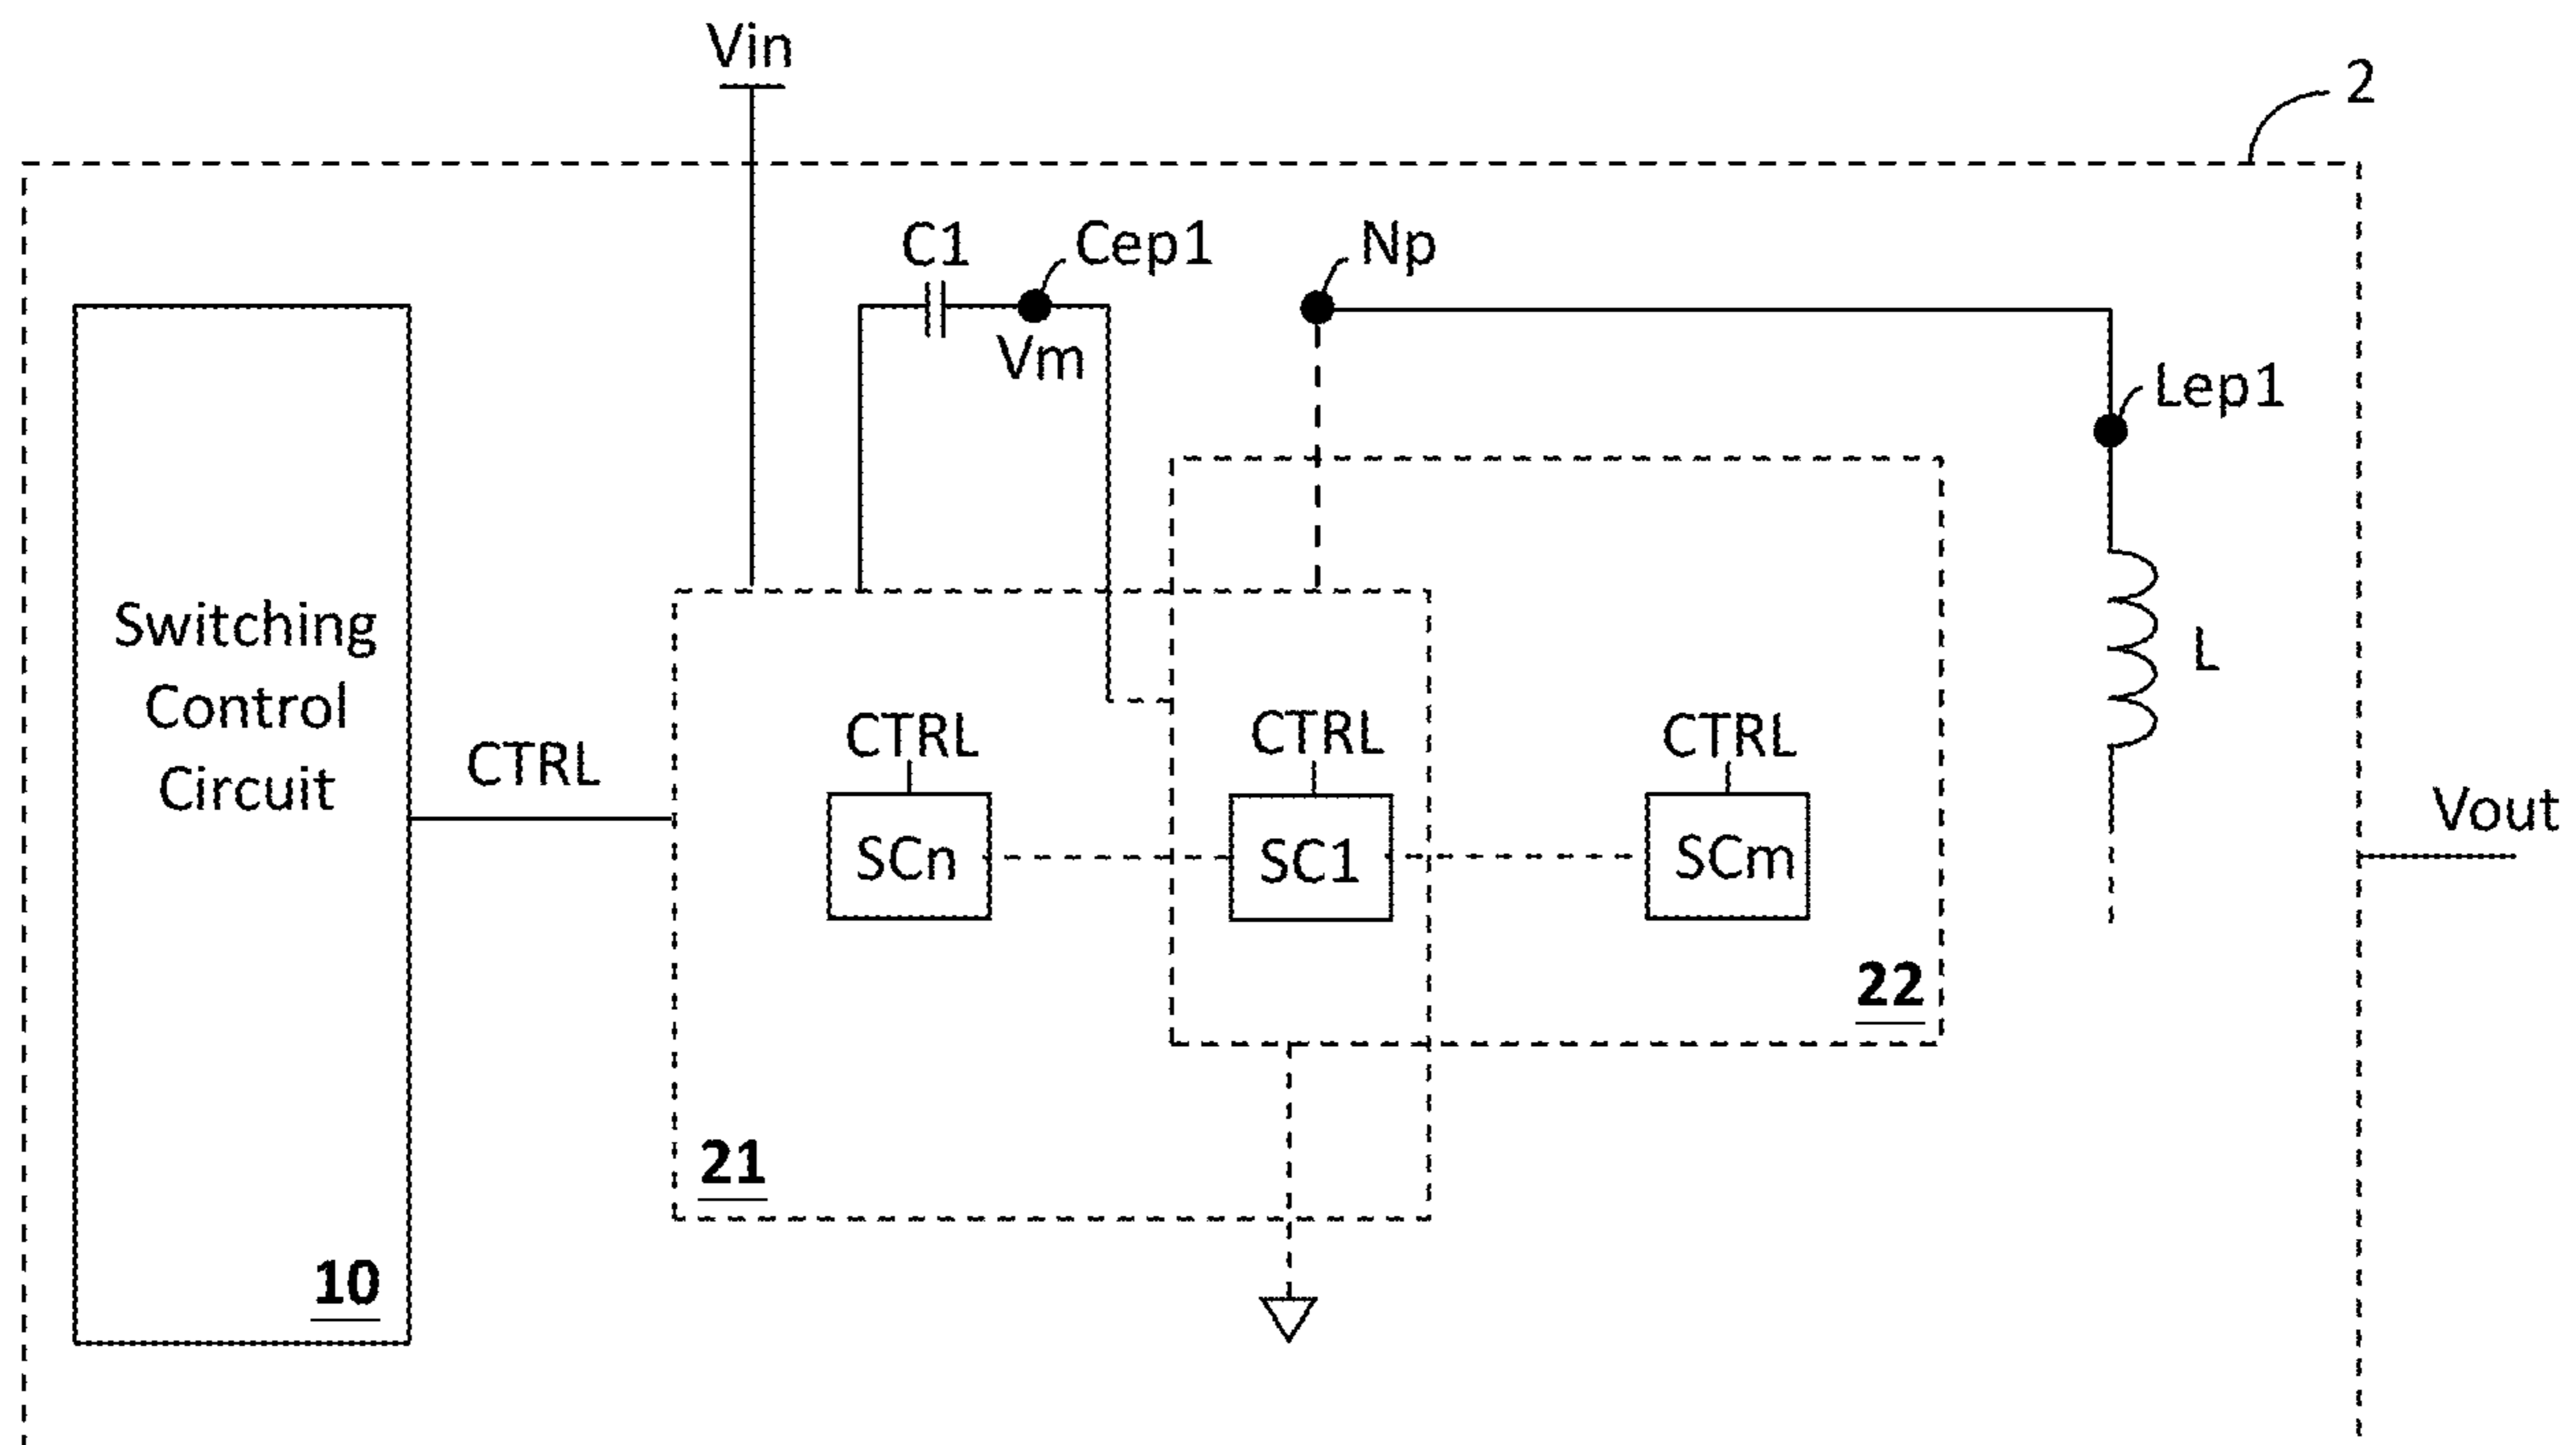 Vin
2
C1
Cep1
Np
Vm
Lep1
Switching
Control
Circuit
L
CTRL
CTRL
CTRL
CTRL
Vout
SCn
SC1
SCm
22
21
10